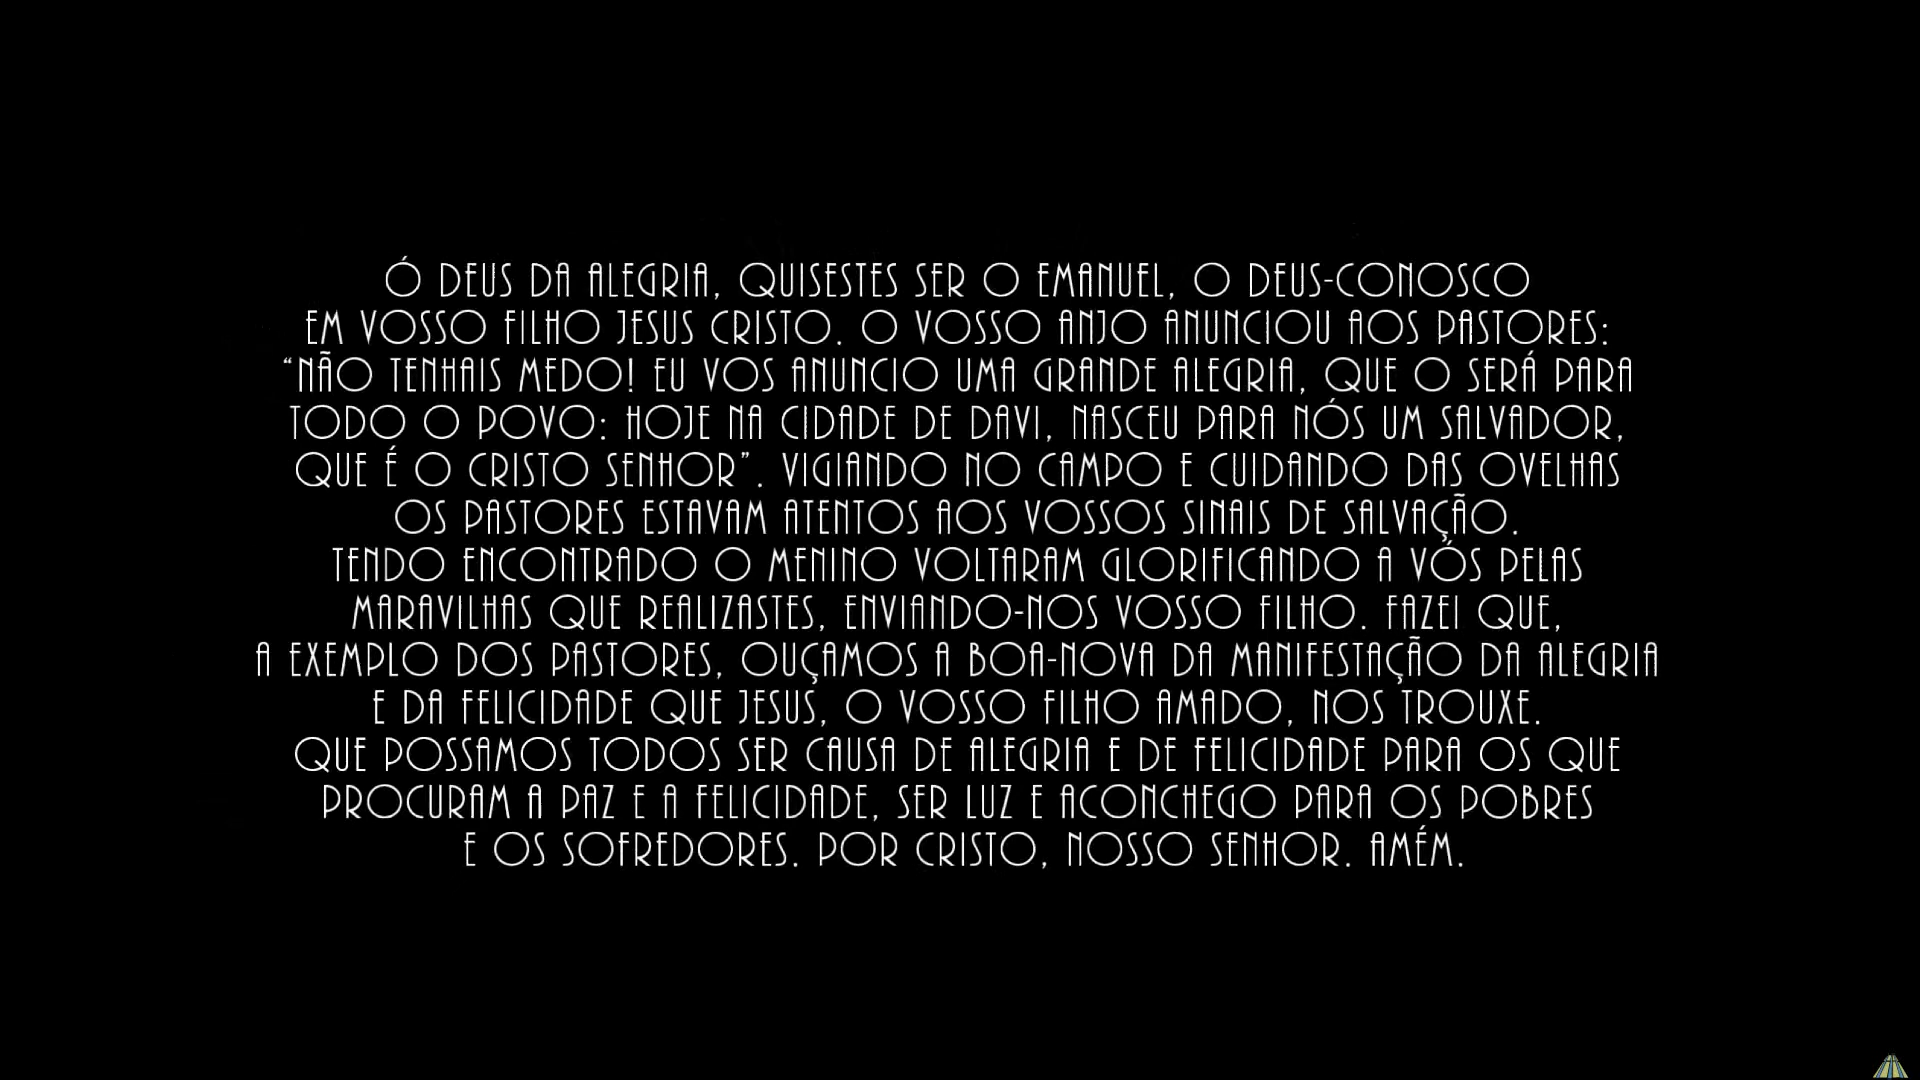 Ó DEUS DA ALEGRIA, QUISESTES SER O EMANUEL, O DEUS-CONOSCO
EM VOSSO FILHO JESUS CRISTO. O VOSSO ANJO ANUNCIOU AOS PASTORES:
“NÃO TENHAIS MEDO! EU VOS ANUNCIO UMA GRANDE ALEGRIA, QUE O SERÁ PARA
TODO O POVO: HOJE NA CIDADE DE DAVI, NASCEU PARA NÓS UM SALVADOR,
QUE É O CRISTO SENHOR”. VIGIANDO NO CAMPO E CUIDANDO DAS OVELHAS
OS PASTORES ESTAVAM ATENTOS AOS VOSSOS SINAIS DE SALVAÇÃO.
TENDO ENCONTRADO O MENINO VOLTARAM GLORIFICANDO A VÓS PELAS
MARAVILHAS QUE REALIZASTES, ENVIANDO-NOS VOSSO FILHO. FAZEI QUE,
A EXEMPLO DOS PASTORES, OUÇAMOS A BOA-NOVA DA MANIFESTAÇÃO DA ALEGRIA
E DA FELICIDADE QUE JESUS, O VOSSO FILHO AMADO, NOS TROUXE.
QUE POSSAMOS TODOS SER CAUSA DE ALEGRIA E DE FELICIDADE PARA OS QUE
PROCURAM A PAZ E A FELICIDADE, SER LUZ E ACONCHEGO PARA OS POBRES
E OS SOFREDORES. POR CRISTO, NOSSO SENHOR. AMÉM.